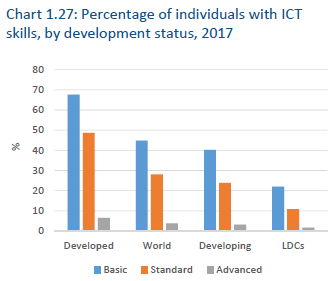 Chart 1.27: Percentage of individuals with ICT
skills, by development status, 2017
80
70
60
50
40
30
20
10
0
%
Developed World Developing LDCs
Basic Standard Advanced